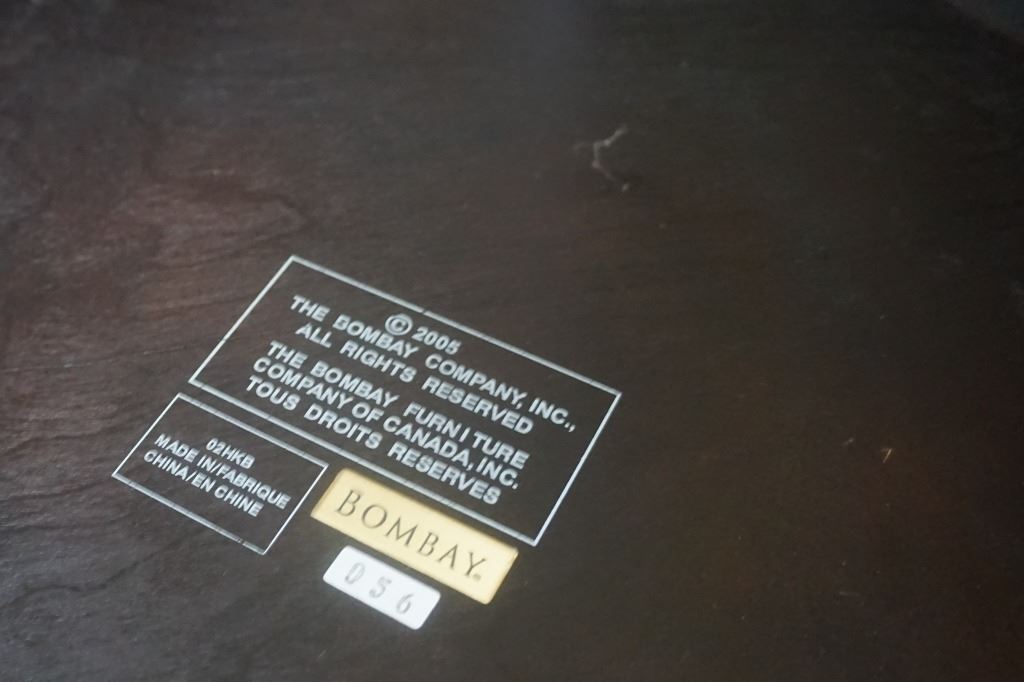 © 2005
THE BOMBAY COMPANY, INC.,
ALL RIGHTS RESERVED
THE BOMBAY FURNITURE
COMPANY OF CANADA, INC.
TOUS DROITS RESERVES
02HKB
MADE IN/FABRIQUE
CHINA/EN CHINE
BOMBAY®
056